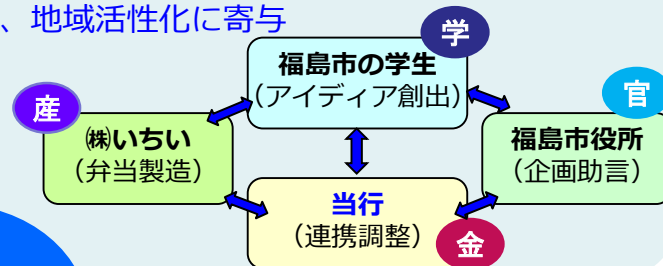 、地域活性化に寄与
学
福島市の学生
（アイディア創出）
産
㈱いちい
（弁当製造）
官
福島市役所
（企画助言）
当行
（連携調整）
金